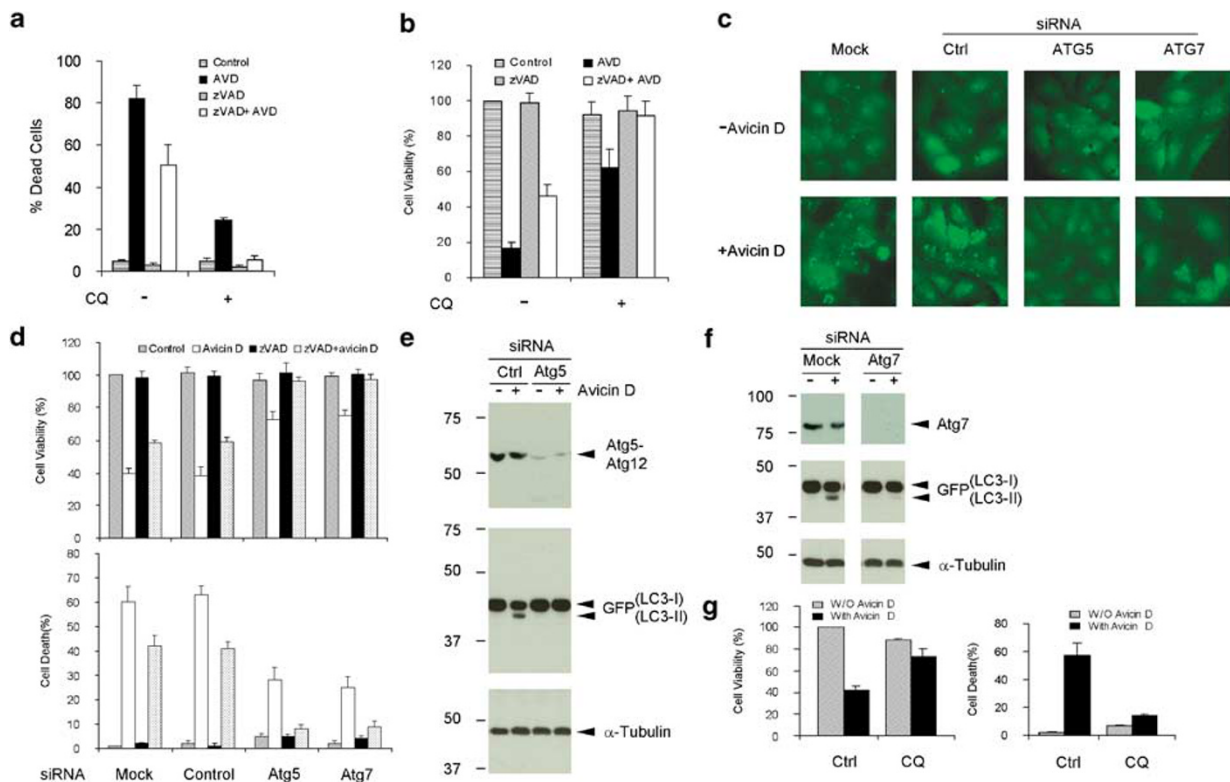 a
Control
AVD
zVAD
zVAD+ AVD
100
80
60
40
20
0
% Dead Cells
CQ - +
b
Control AVD
zVAD zVAD+ AVD
120
100
80
60
40
20
0
Cell Viability (%)
CQ - +
c
siRNA
Mock Ctrl ATG5 ATG7
-Avicin D
+Avicin D
d
Control Avicin D zVAD zVAD+avicin D
120
100
80
60
40
20
0
Cell Viability (%)
80
70
60
50
40
30
20
10
0
Cell Death(%)
siRNA Mock Control Atg5 Atg7
e
siRNA
Ctrl Atg5
- + - + Avicin D
75
50
Atg5-
Atg12
75
50
37
GFP (LC3-I)
(LC3-II)
50
37
α-Tubulin
f
siRNA
Mock Atg7
- + - +
100
75
Atg7
50
37
GFP (LC3-I)
(LC3-II)
50
α-Tubulin
g
W/O Avicin D
With Avicin D
120
100
80
60
40
20
0
Cell Viability (%)
Ctrl CQ
W/O Avicin D
With Avicin D
80
60
40
20
0
Cell Death(%)
Ctrl CQ